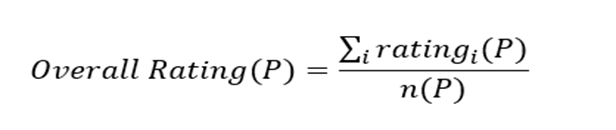 Overall Rating(P) = ∑ᵢ ratingᵢ(P) / n(P)